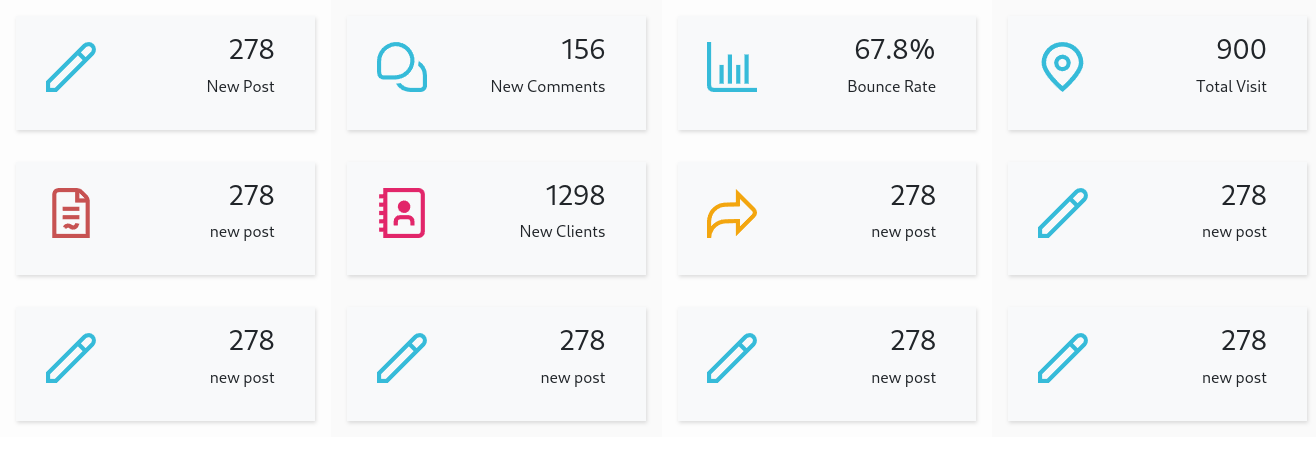 278
New Post
156
New Comments
67.8%
Bounce Rate
900
Total Visit
278
new post
1298
New Clients
278
new post
278
new post
278
new post
278
new post
278
new post
278
new post